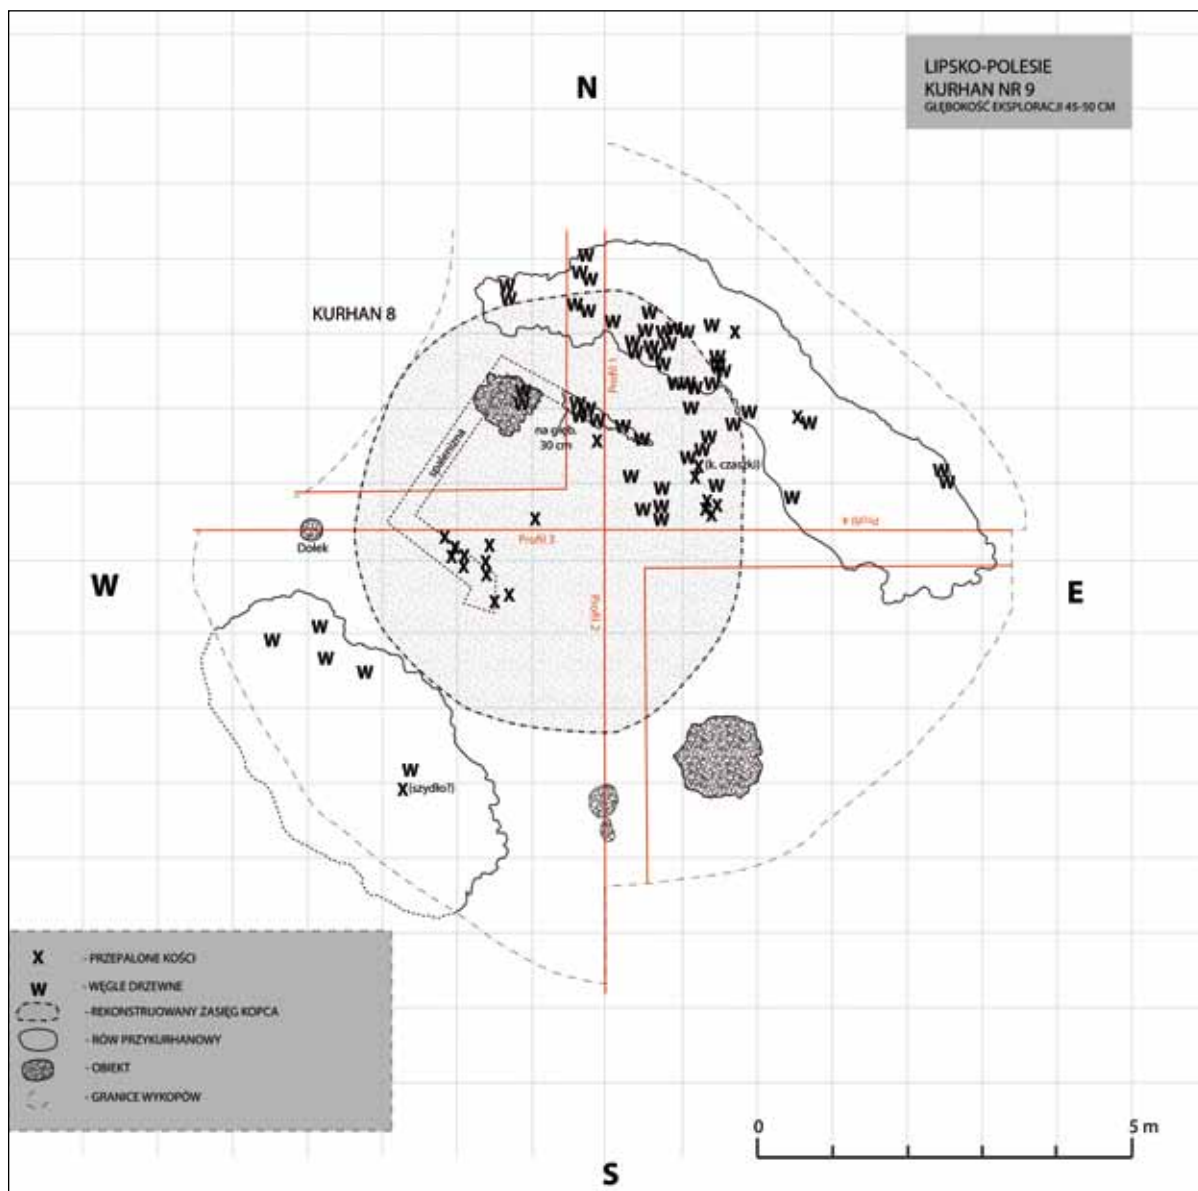 LIPSKO-POLESIE
KURHAN NR 9
GŁĘBOKOŚĆ EKSPLORACJI 45-50 CM
N
KURHAN 8
Profil 1
spalenizna
na głęb.
30 cm
(k. czaszki)
Profil 4
Profil 3
Dołek
W
E
Profil 2
(szydło?)
X - PRZEPALONE KOŚCI
W - WĘGLE DRZEWNE
- REKONSTRUOWANY ZASIĘG KOPCA
- RÓW PRZYKURHANOWY
- OBIEKT
- GRANICE WYKOPÓW
0 5 m
S